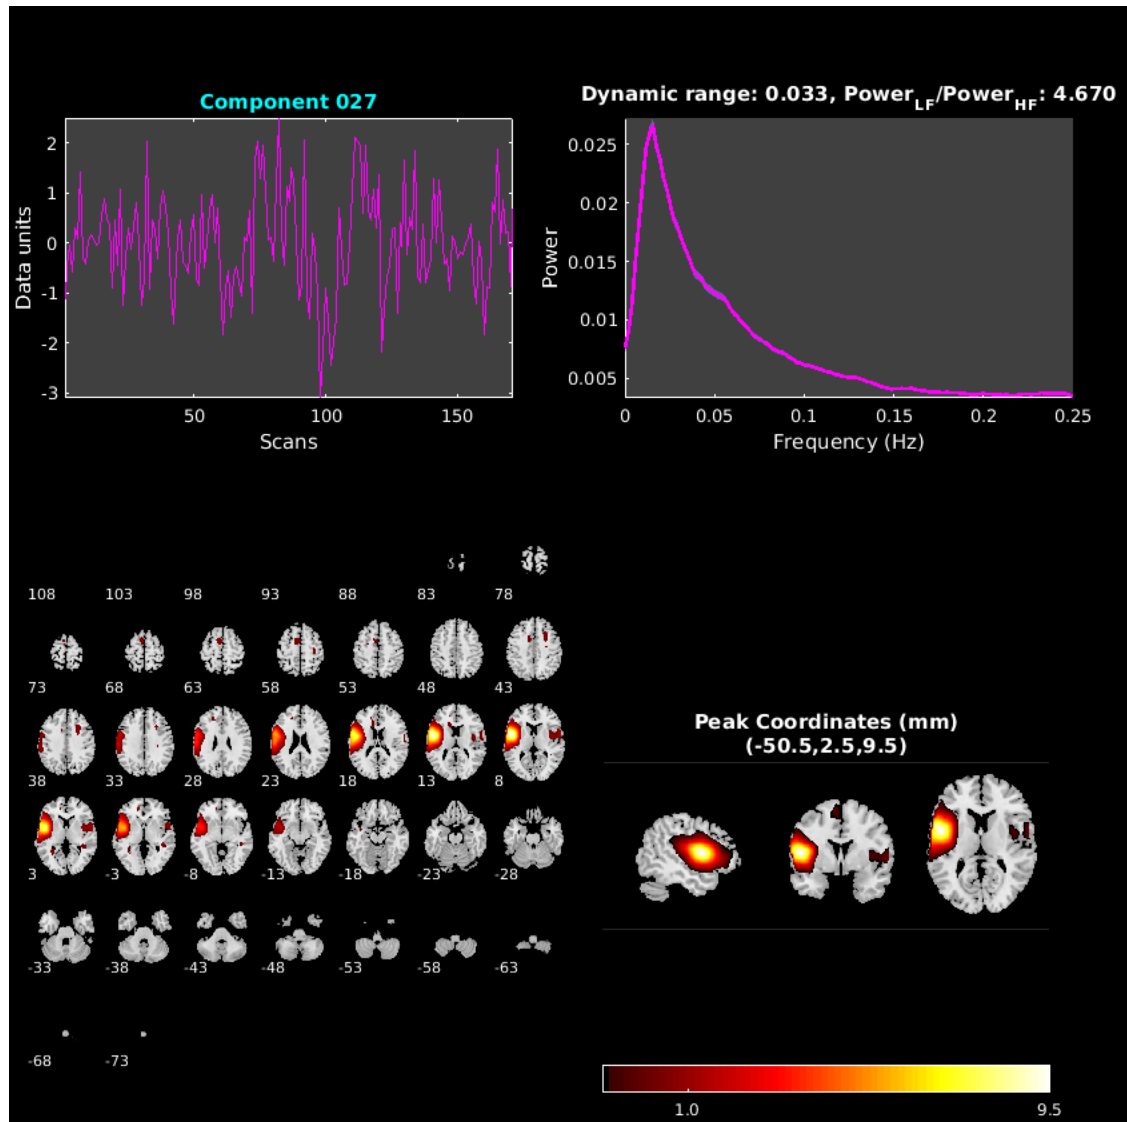 Component 027
2
1
0
-1
-2
-3
Data units
50
100
150
Scans
Dynamic range: 0.033, PowerLF/PowerHF: 4.670
0.025
0.02
0.015
0.01
0.005
Power
0
0.05
0.1
0.15
0.2
0.25
Frequency (Hz)
108 103 98 93 88 83 78
73 68 63 58 53 48 43
38 33 28 23 18 13 8
3 -3 -8 -13 -18 -23 -28
-33 -38 -43 -48 -53 -58 -63
-68 -73
Peak Coordinates (mm)
(-50.5,2.5,9.5)
1.0 9.5